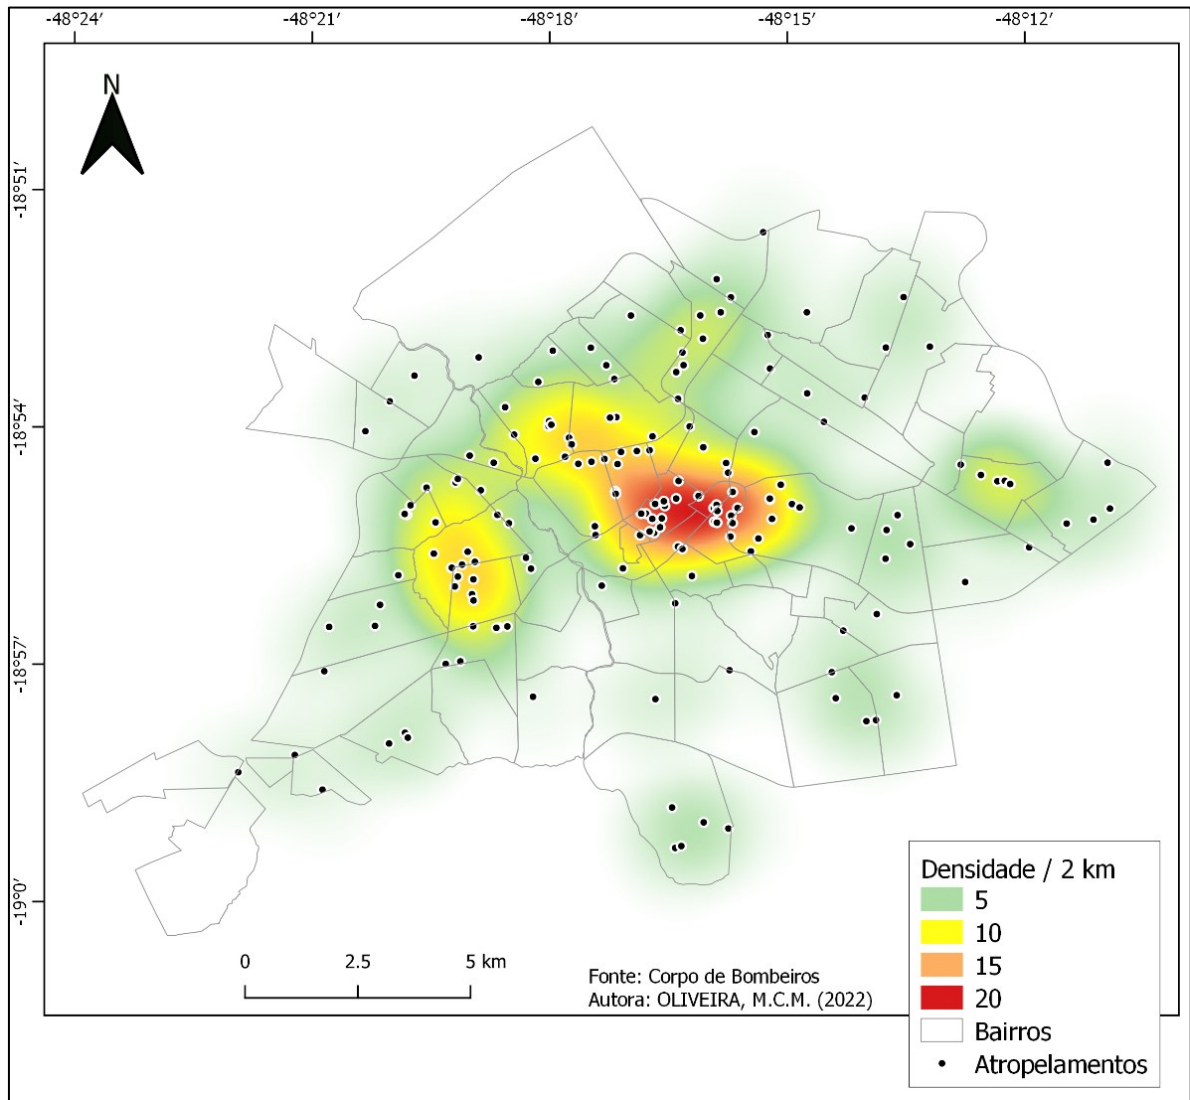 -48°24′ -48°21′ -48°18′ -48°15′ -48°12′
N
-18°51′
-18°54′
-18°57′
-19°0′
0 2.5 5 km
Fonte: Corpo de Bombeiros
Autora: OLIVEIRA, M.C.M. (2022)
Densidade / 2 km
5
10
15
20
Bairros
Atropelamentos